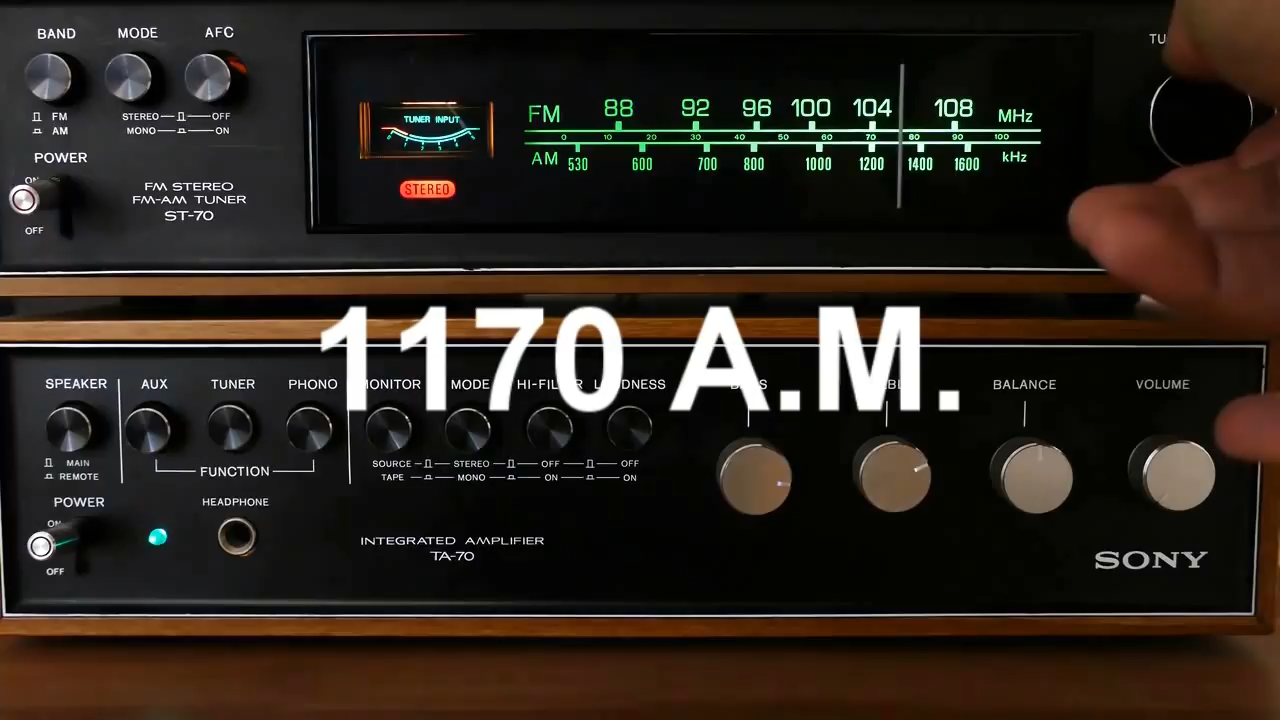 BAND MODE AFC
FM
AM
STEREO OFF
MONO ON
POWER
ON
OFF
FM STEREO
FM-AM TUNER
ST-70
TUNER INPUT
STEREO
FM 88 92 96 100 104 108 MHz
0 10 20 30 40 50 60 70 80 90 100
AM 530 600 700 800 1000 1200 1400 1600 kHz
1170 A.M.
SPEAKER AUX TUNER PHONO MONITOR MODE HI-FILTER LOUDNESS BALANCE VOLUME
MAIN
REMOTE
FUNCTION
SOURCE STEREO OFF OFF
TAPE MONO ON ON
POWER
ON
OFF
HEADPHONE
INTEGRATED AMPLIFIER
TA-70
SONY